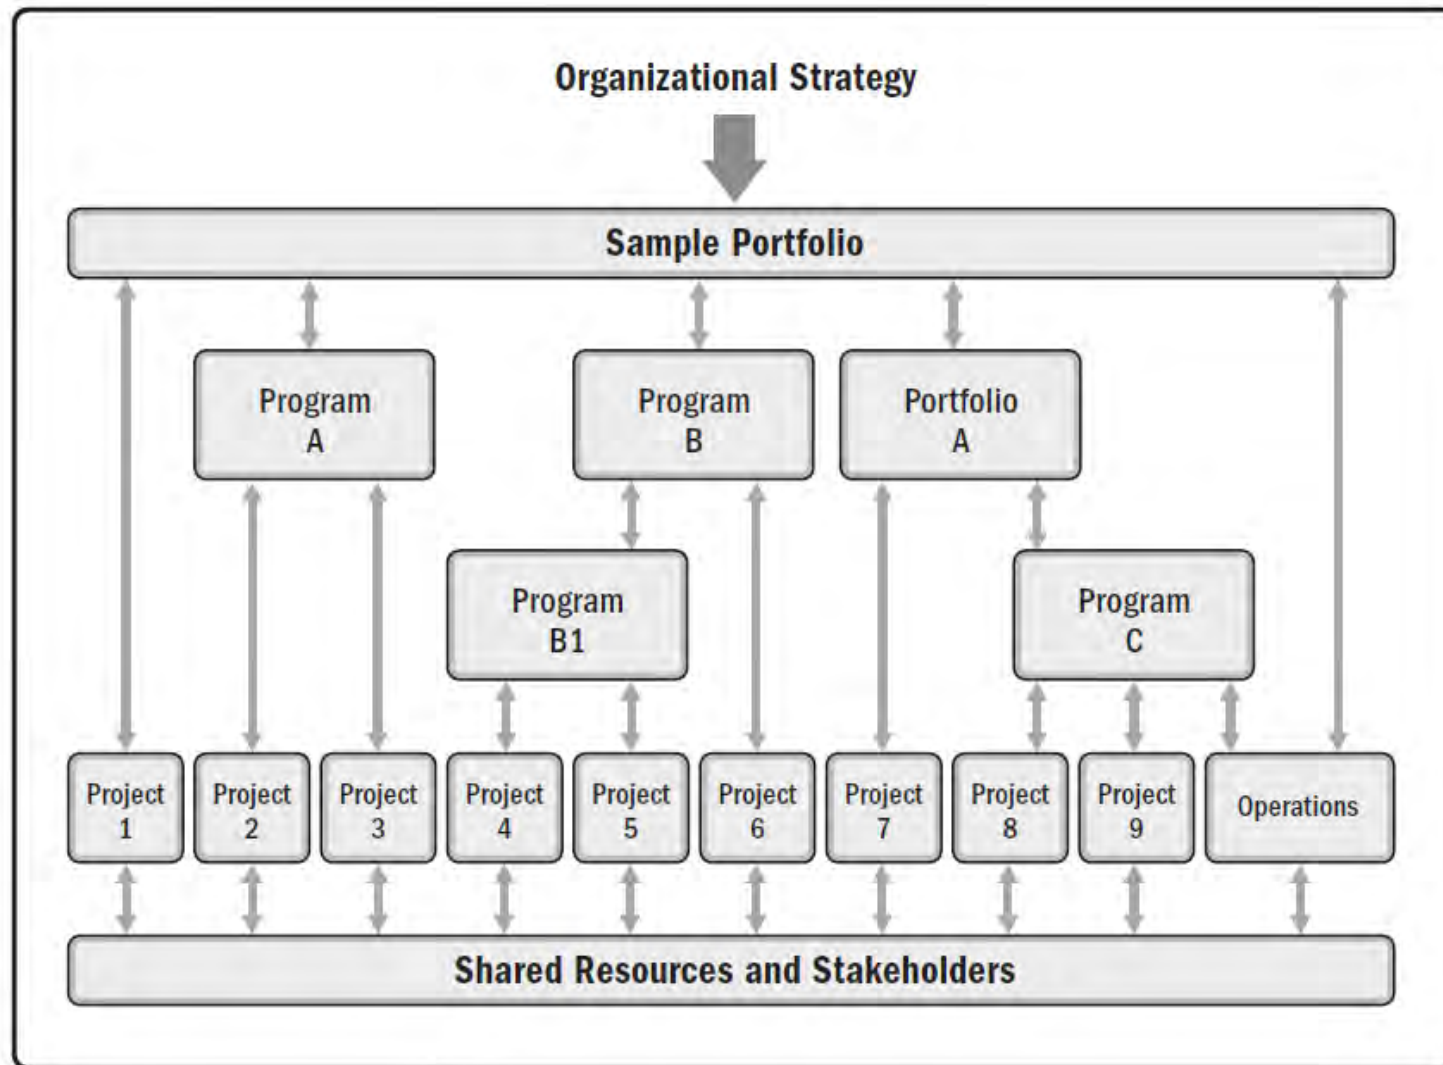 Organizational Strategy
Sample Portfolio
Program
A
Program
B
Portfolio
A
Program
B1
Program
C
Project
1
Project
2
Project
3
Project
4
Project
5
Project
6
Project
7
Project
8
Project
9
Operations
Shared Resources and Stakeholders